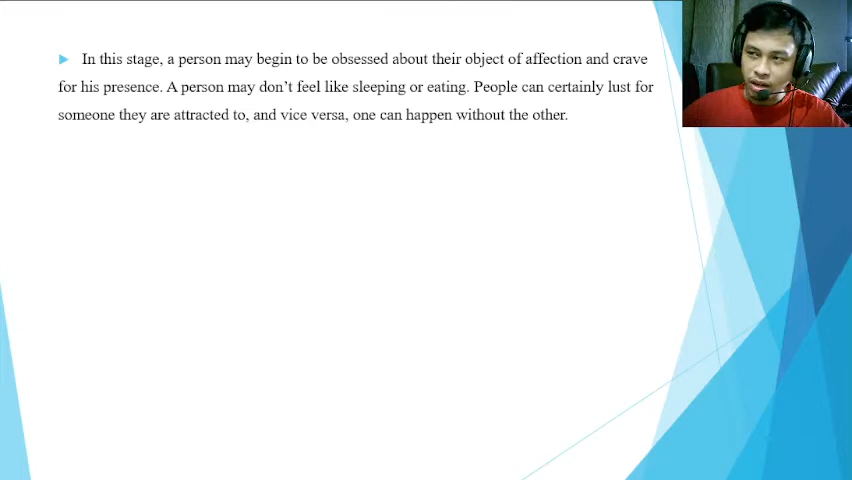 In this stage, a person may begin to be obsessed about their object of affection and crave
for his presence. A person may don't feel like sleeping or eating. People can certainly lust for
someone they are attracted to, and vice versa, one can happen without the other.